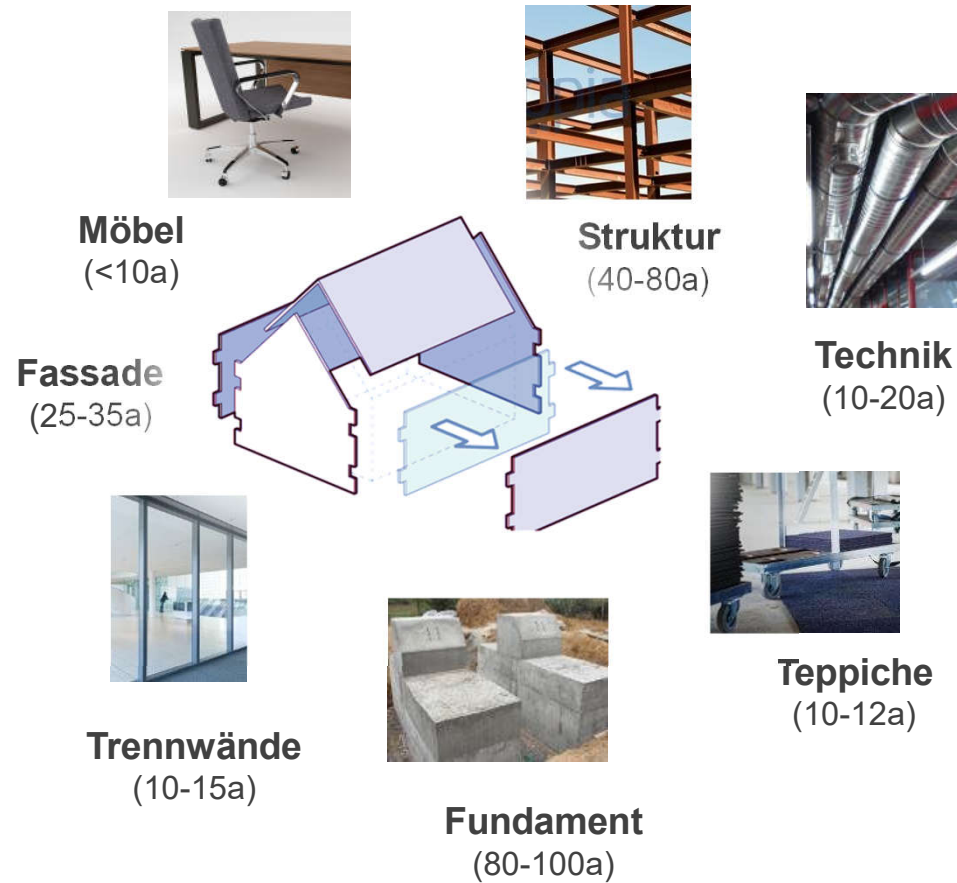 Möbel
(<10a)
Struktur
(40-80a)
Technik
(10-20a)
Fassade
(25-35a)
Teppiche
(10-12a)
Trennwände
(10-15a)
Fundament
(80-100a)